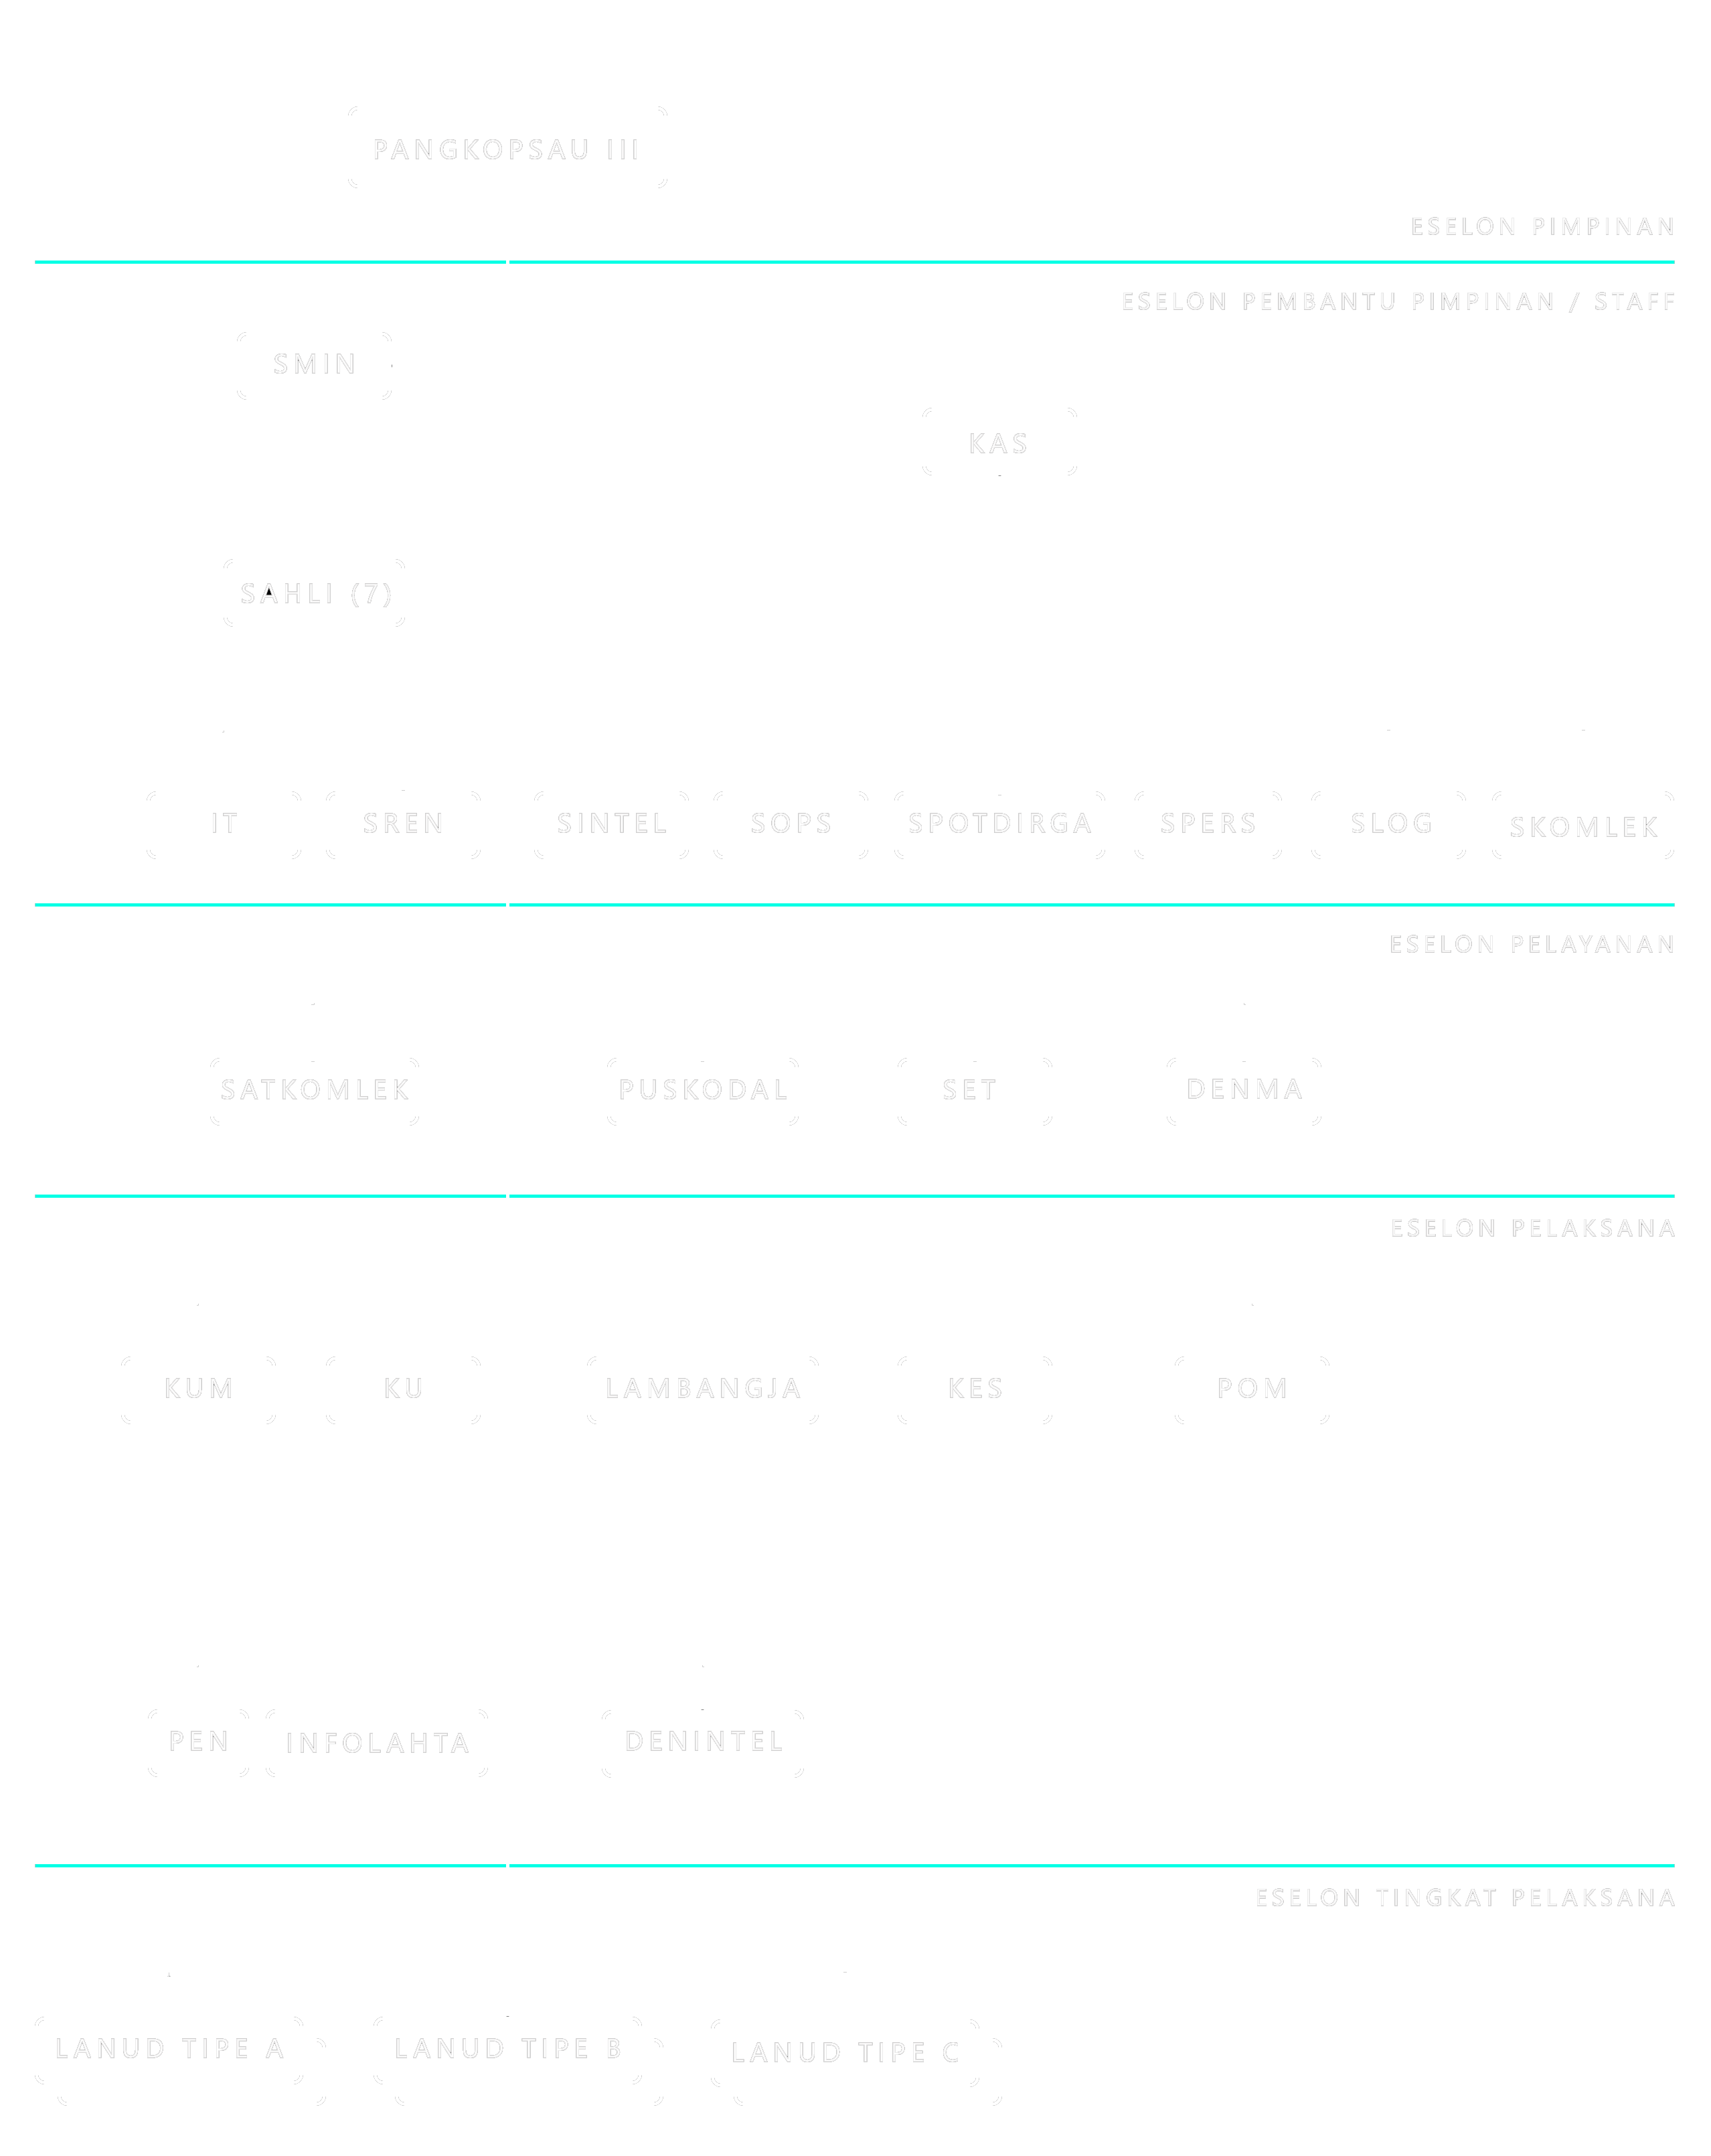 PANGKOPSAU III
ESELON PIMPINAN
ESELON PEMBANTU PIMPINAN / STAFF
SMIN
KAS
SAHLI (7)
IT
SREN
SINTEL
SOPS
SPOTDIRGA
SPERS
SLOG
SKOMLEK
ESELON PELAYANAN
SATKOMLEK
PUSKODAL
SET
DENMA
ESELON PELAKSANA
KUM
KU
LAMBANGJA
KES
POM
PEN
INFOLAHTA
DENINTEL
ESELON TINGKAT PELAKSANA
LANUD TIPE A
LANUD TIPE B
LANUD TIPE C